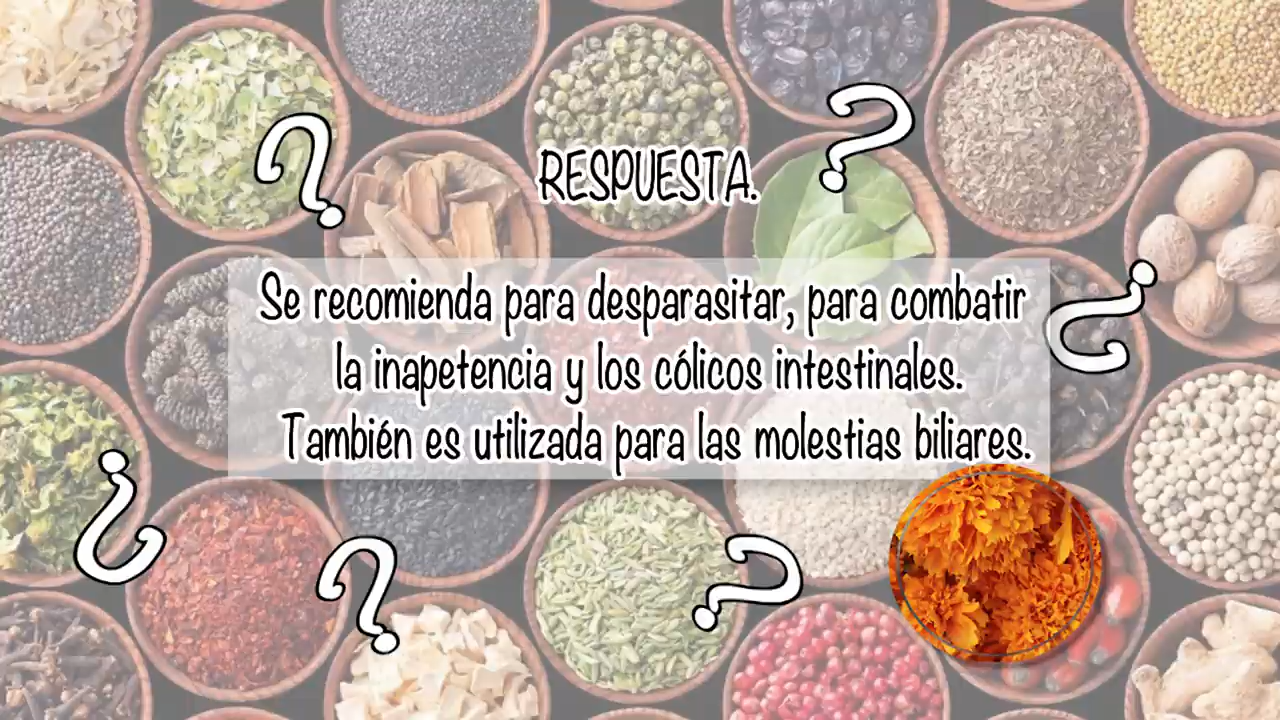 RESPUESTA.
Se recomienda para desparasitar, para combatir
la inapetencia y los cólicos intestinales.
También es utilizada para las molestias biliares.